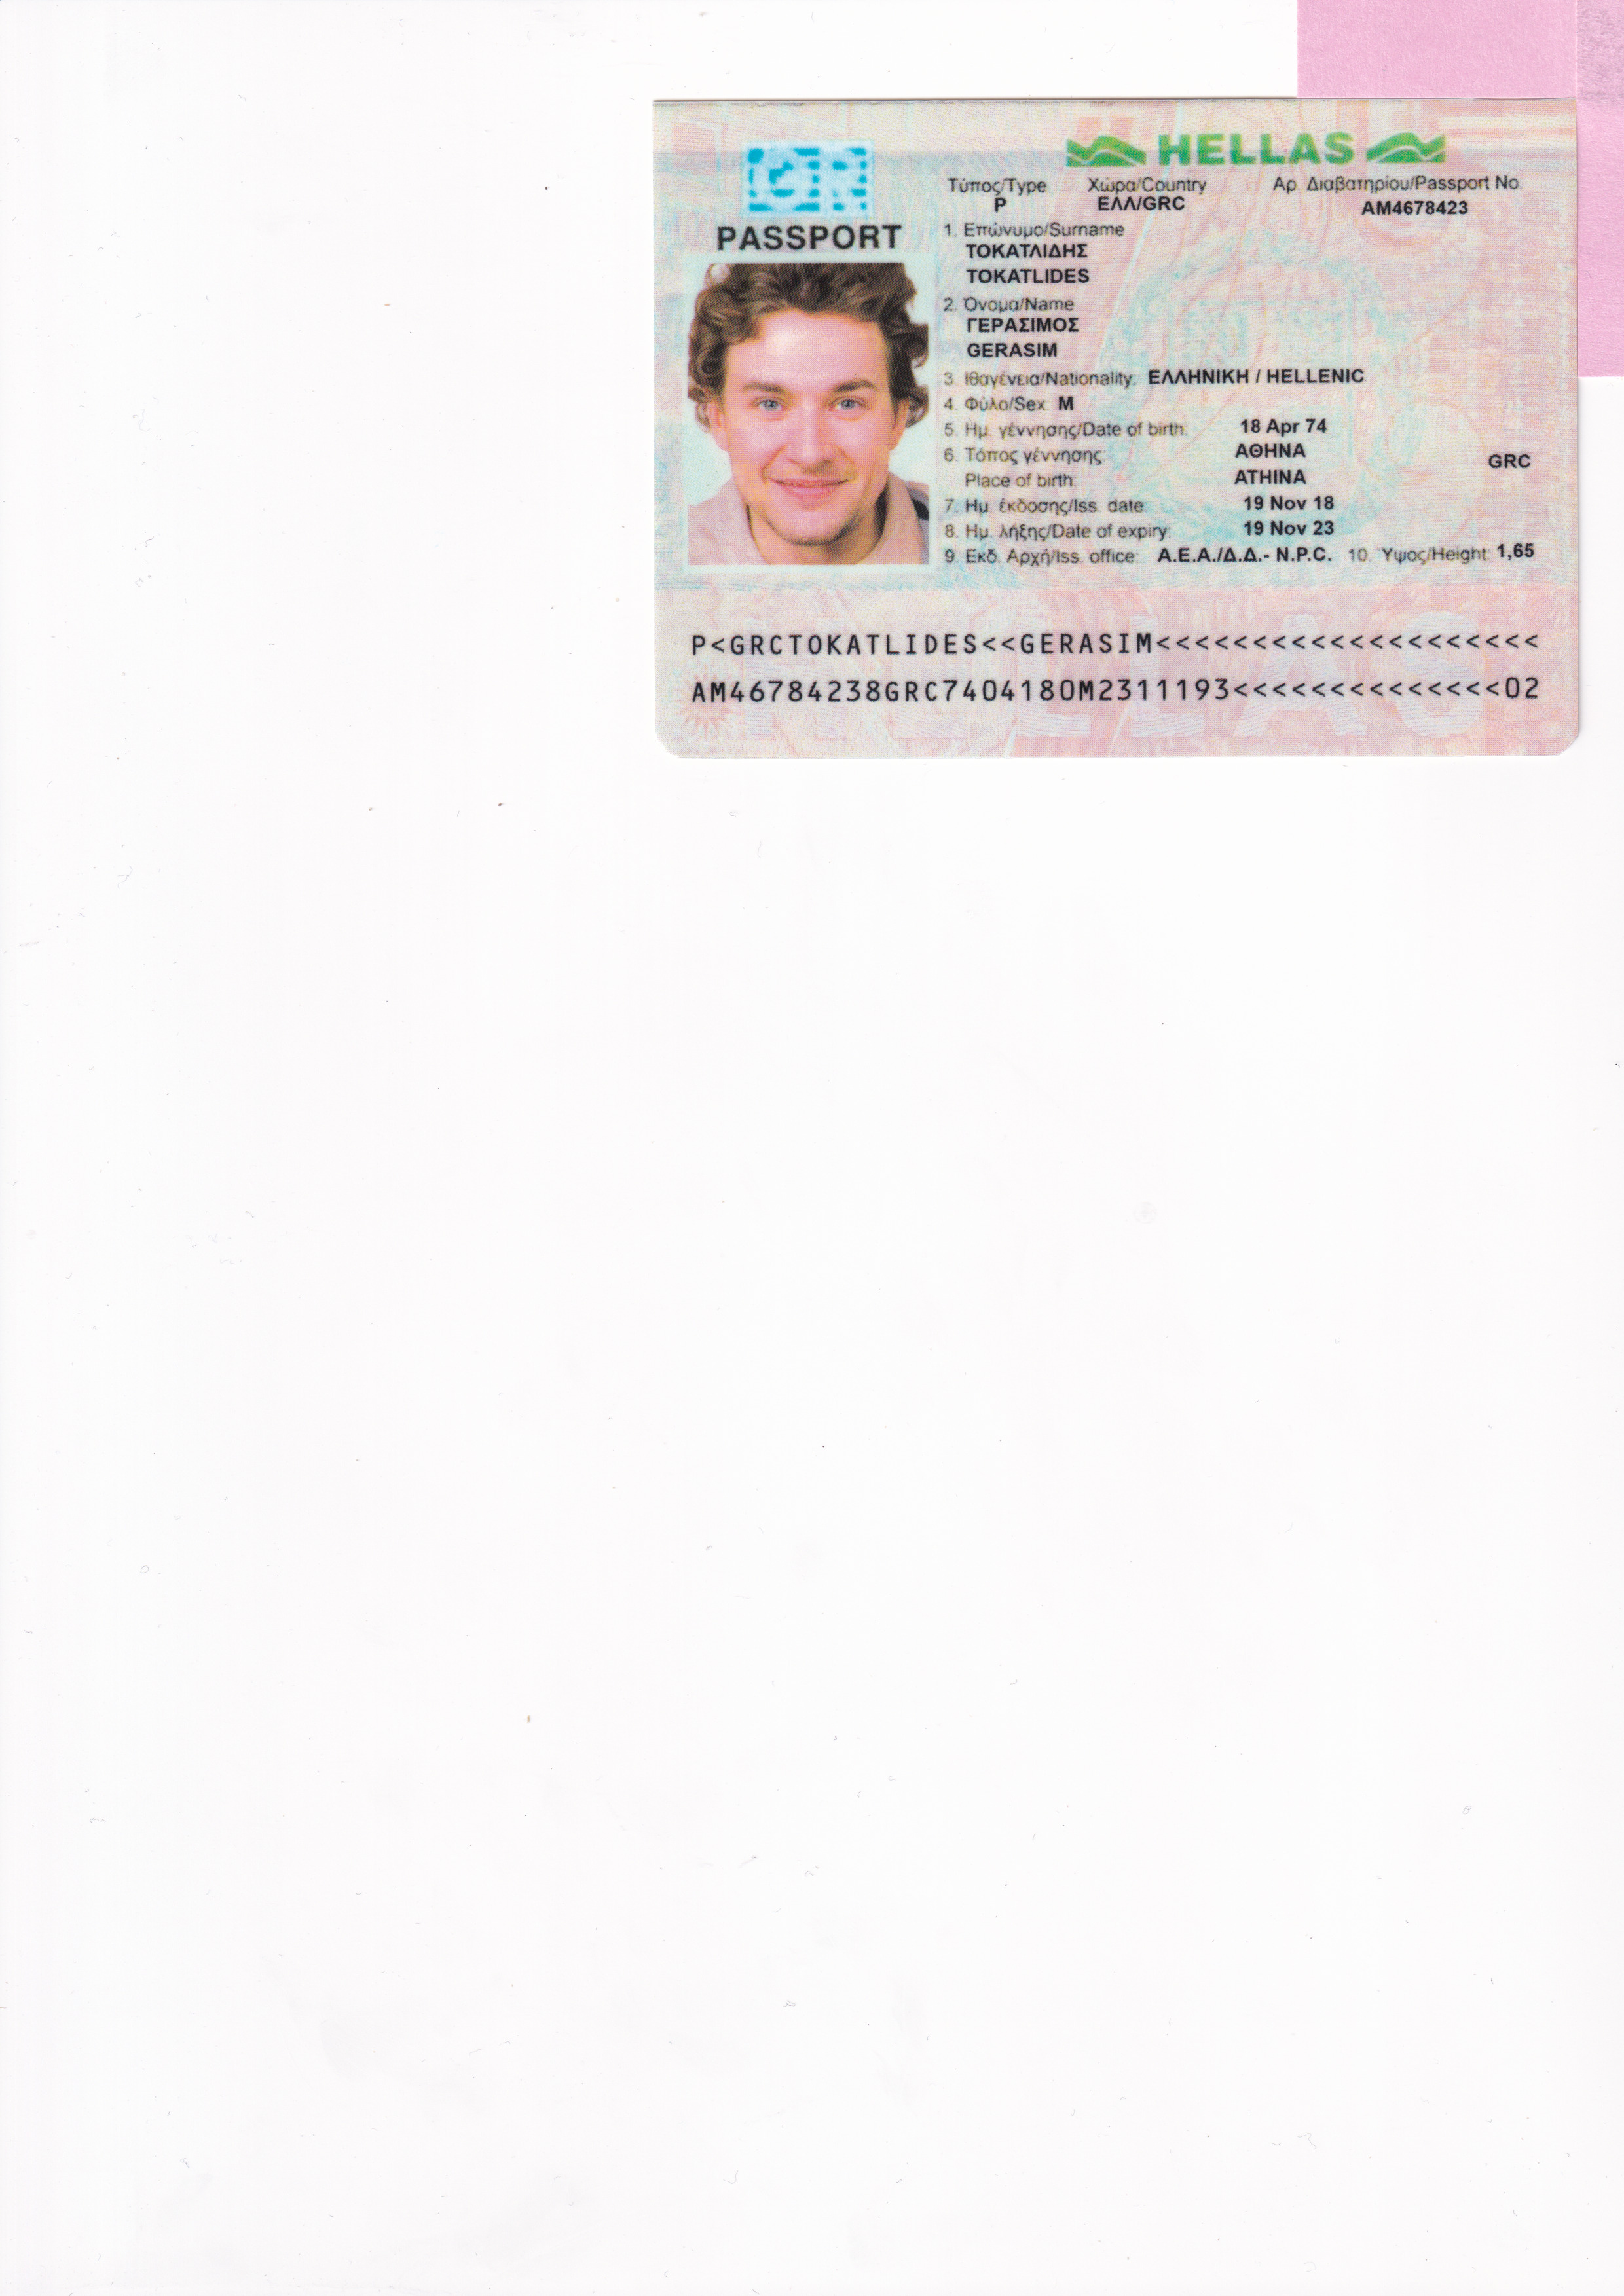 GR
PASSPORT
HELLAS
Τύπος/Type Χώρα/Country Αρ. Διαβατηρίου/Passport No
P ΕΛΛ/GRC AM4678423
1. Επώνυμο/Surname
ΤΟΚΑΤΛΙΔΗΣ
TOKATLIDES
2. Όνομα/Name
ΓΕΡΑΣΙΜΟΣ
GERASIM
3. Ιθαγένεια/Nationality: ΕΛΛΗΝΙΚΗ / HELLENIC
4. Φύλο/Sex: M
5. Ημ. γέννησης/Date of birth: 18 Apr 74
6. Τόπος γέννησης: ΑΘΗΝΑ
Place of birth: ATHINA GRC
7. Ημ. έκδοσης/Iss. date: 19 Nov 18
8. Ημ. λήξης/Date of expiry: 19 Nov 23
9. Εκδ. Αρχή/Iss. office: Α.Ε.Α./Δ.Δ.- N.P.C. 10. Υψος/Height: 1,65
P<GRCTOKATLIDES<<GERASIM<<<<<<<<<<<<<<<<<<<<
AM46784238GRC7404180M2311193<<<<<<<<<<<<<<02
HELLAS